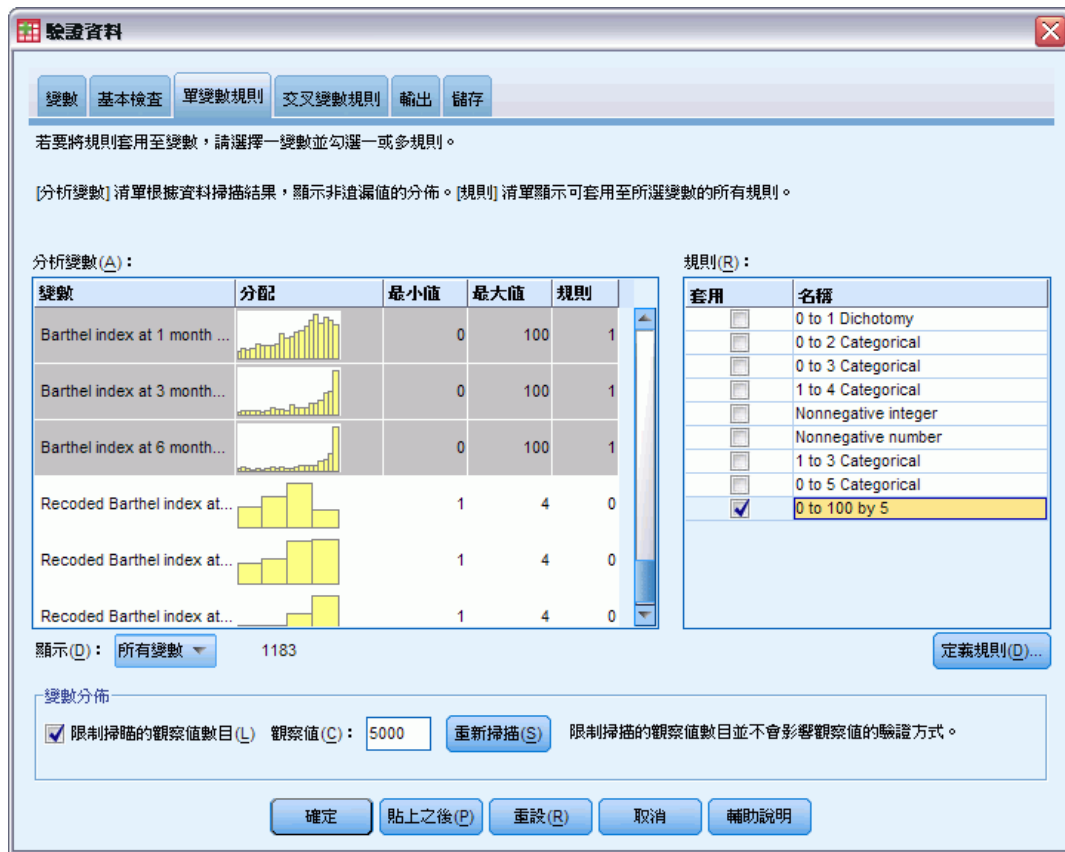 驗證資料
變數 基本檢查 單變數規則 交叉變數規則 輸出 儲存
若要將規則套用至變數，請選擇一變數並勾選一或多規則。
[分析變數] 清單根據資料掃描結果，顯示非遺漏值的分佈。[規則] 清單顯示可套用至所選變數的所有規則。
分析變數(A)：
變數 分配 最小值 最大值 規則
Barthel index at 1 month ... 0 100 1
Barthel index at 3 month... 0 100 1
Barthel index at 6 month... 0 100 1
Recoded Barthel index at... 1 4 0
Recoded Barthel index at... 1 4 0
Recoded Barthel index at... 1 4 0
顯示(D)： 所有變數 1183
規則(R)：
套用 名稱
0 to 1 Dichotomy
0 to 2 Categorical
0 to 3 Categorical
1 to 4 Categorical
Nonnegative integer
Nonnegative number
1 to 3 Categorical
0 to 5 Categorical
0 to 100 by 5
定義規則(D)...
變數分佈
限制掃瞄的觀察值數目(L) 觀察值(C)： 5000 重新掃描(S) 限制掃描的觀察值數目並不會影響觀察值的驗證方式。
確定 貼上之後(P) 重設(R) 取消 輔助說明